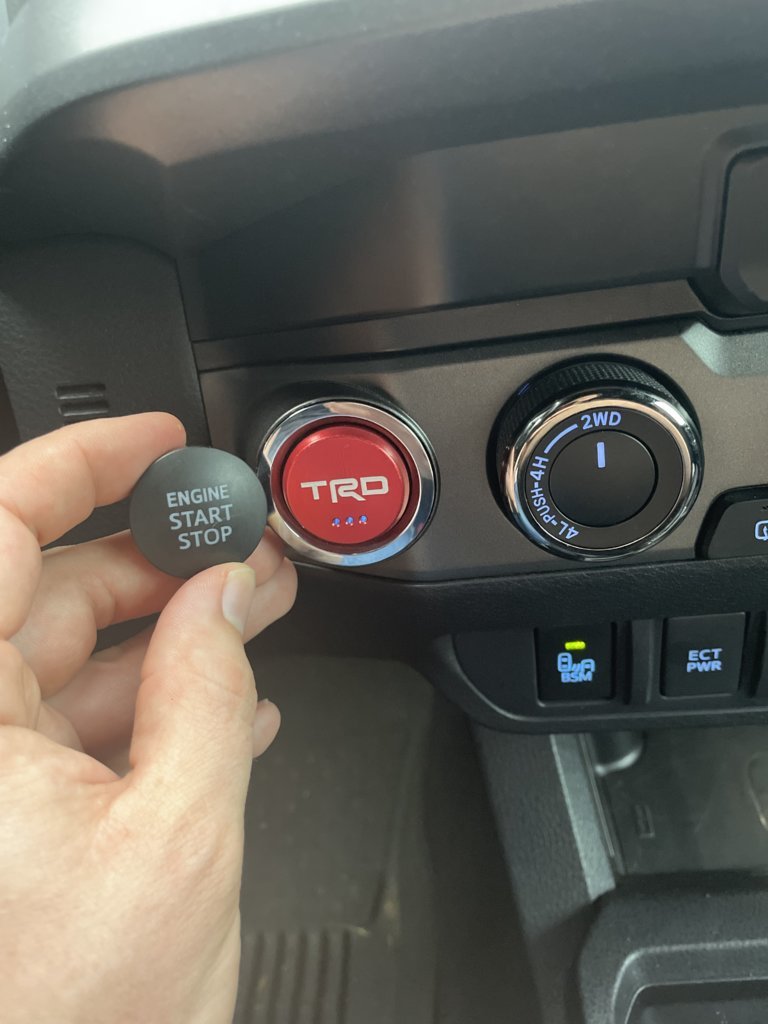 ENGINE
START
STOP
TRD
2WD
4L-PUSH-4H
BSM
ECT
PWR